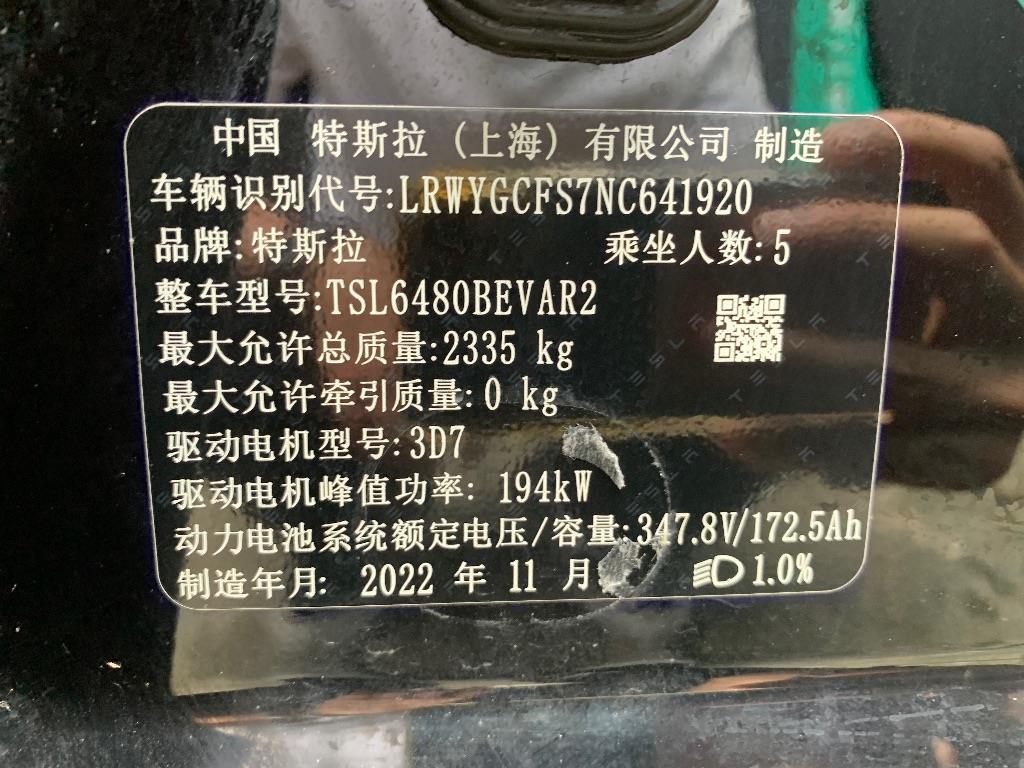 中国 特斯拉（上海）有限公司 制造
车辆识别代号:LRWYGCFS7NC641920
品牌:特斯拉 乘坐人数:5
整车型号:TSL6480BEVAR2
最大允许总质量:2335 kg
最大允许牵引质量:0 kg
驱动电机型号:3D7
驱动电机峰值功率: 194kW
动力电池系统额定电压/容量:347.8V/172.5Ah
制造年月: 2022 年 11 月 1.0%